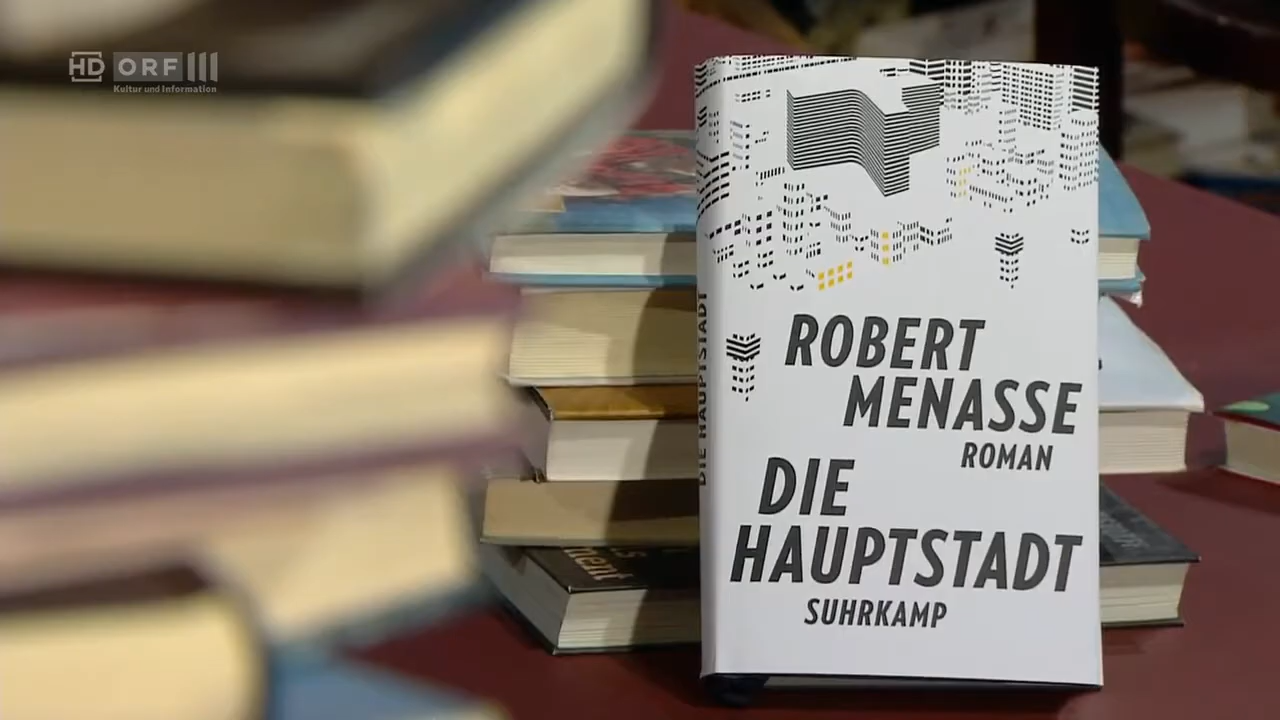 HD ORF III
Kultur und Information
ROBERT
MENASSE
ROMAN
DIE
HAUPTSTADT
SUHRKAMP
DIE HAUPTSTADT